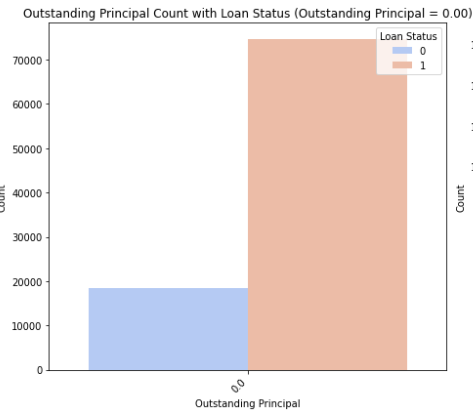 Outstanding Principal Count with Loan Status (Outstanding Principal = 0.00)
Loan Status
0
1
70000
60000
50000
40000
30000
20000
10000
0
Count
Count
0.0
Outstanding Principal